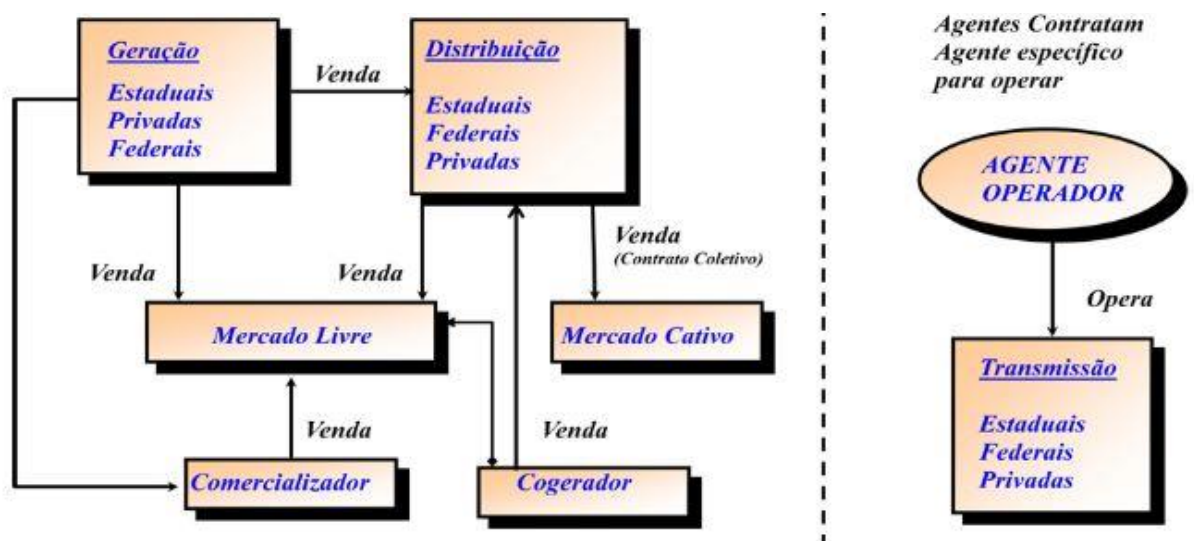 Geração
Estaduais
Privadas
Federais
Venda
Distribuição
Estaduais
Federais
Privadas
Venda
Venda
Venda
(Contrato Coletivo)
Mercado Livre
Mercado Cativo
Venda
Venda
Comercializador
Cogerador
Agentes Contratam
Agente específico
para operar
AGENTE
OPERADOR
Opera
Transmissão
Estaduais
Federais
Privadas